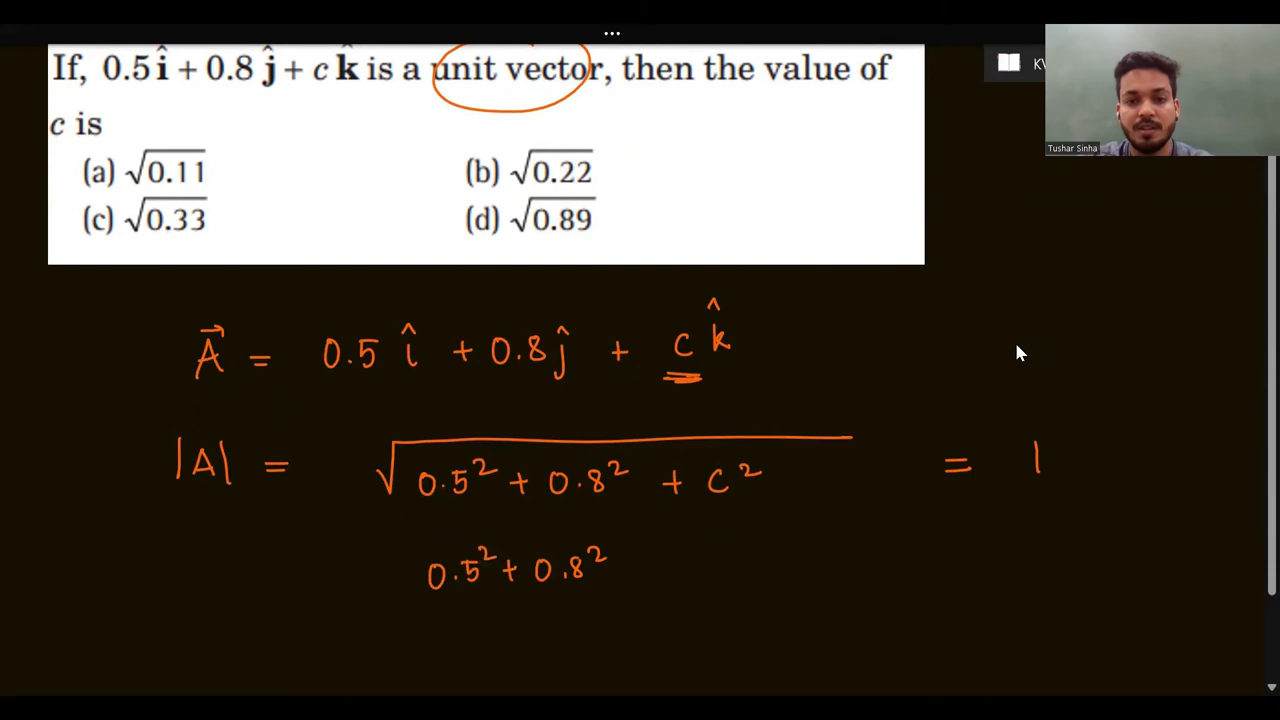 ...
If, 0.5 î + 0.8 ĵ + c k̂ is a unit vector, then the value of
c is
(a) √0.11 (b) √0.22
(c) √0.33 (d) √0.89
KV
Tushar Sinha
A⃗ = 0.5 î + 0.8 ĵ + c k̂
|A| = √(0.5² + 0.8² + c²) = 1
0.5² + 0.8²